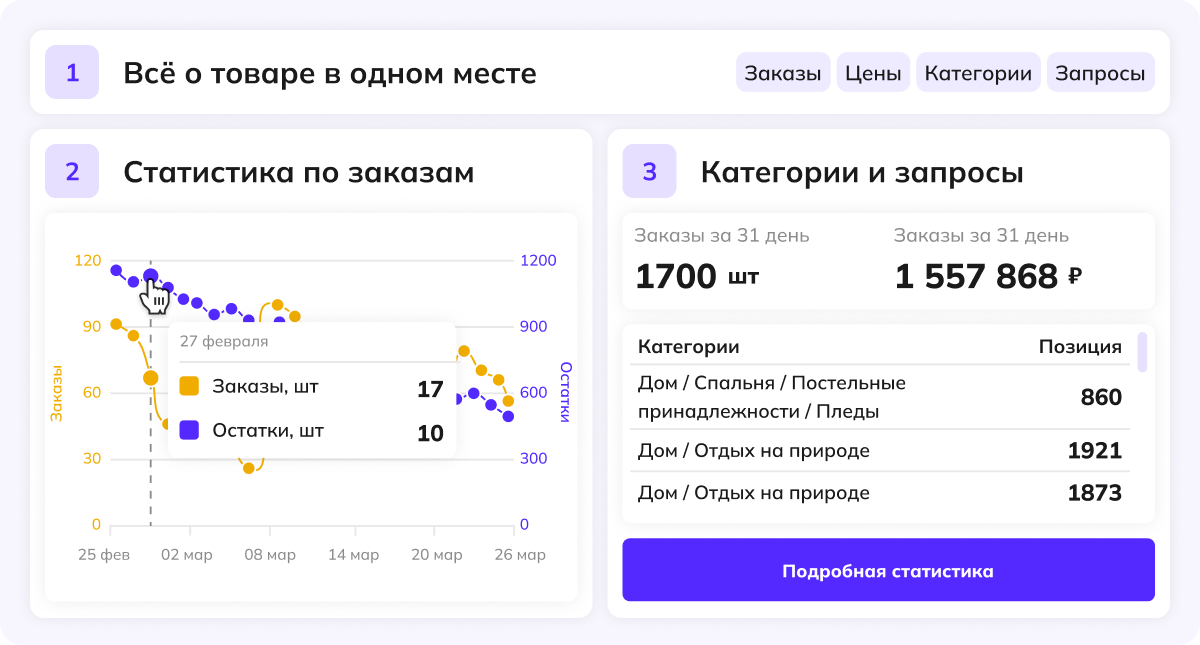 1
Всё о товаре в одном месте
Заказы
Цены
Категории
Запросы
2
Статистика по заказам
120
90
60
30
0
Заказы
1200
900
600
300
0
Остатки
27 февраля
Заказы, шт 17
Остатки, шт 10
25 фев
02 мар
08 мар
14 мар
20 мар
26 мар
3
Категории и запросы
Заказы за 31 день
1700 шт
Заказы за 31 день
1 557 868 ₽
Категории Позиция
Дом / Спальня / Постельные
принадлежности / Пледы
860
Дом / Отдых на природе 1921
Дом / Отдых на природе 1873
Подробная статистика